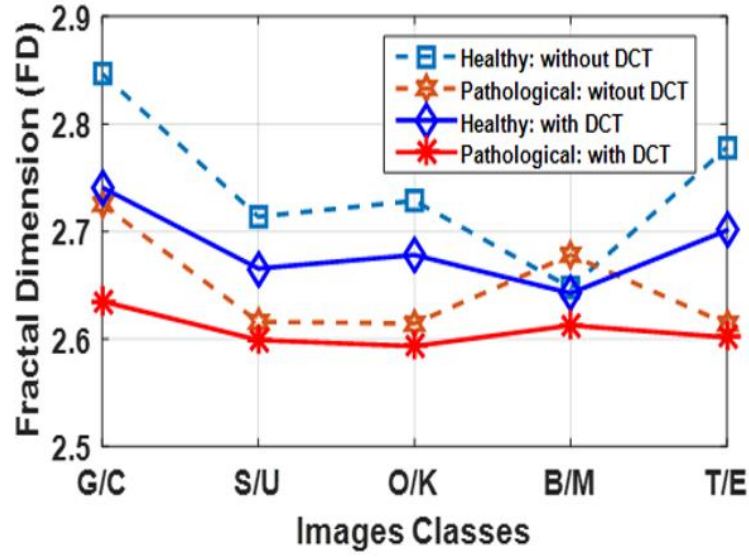 2.9
2.8
2.7
2.6
2.5
Fractal Dimension (FD)
Healthy: without DCT
Pathological: witout DCT
Healthy: with DCT
Pathological: with DCT
G/C S/U O/K B/M T/E
Images Classes